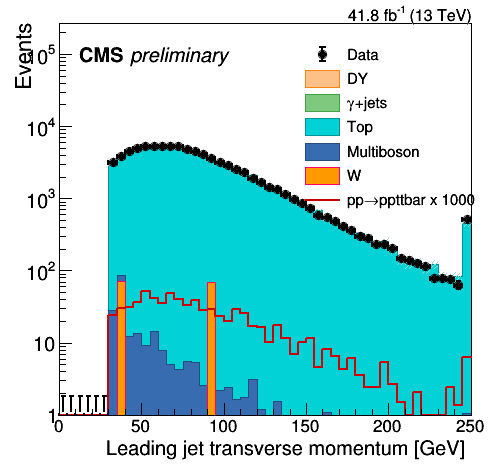 41.8 fb⁻¹ (13 TeV)
Events
CMS preliminary
Data
DY
γ+jets
Top
Multiboson
W
pp→ppttbar x 1000
10⁵
10⁴
10³
10²
10
1
0 50 100 150 200 250
Leading jet transverse momentum [GeV]